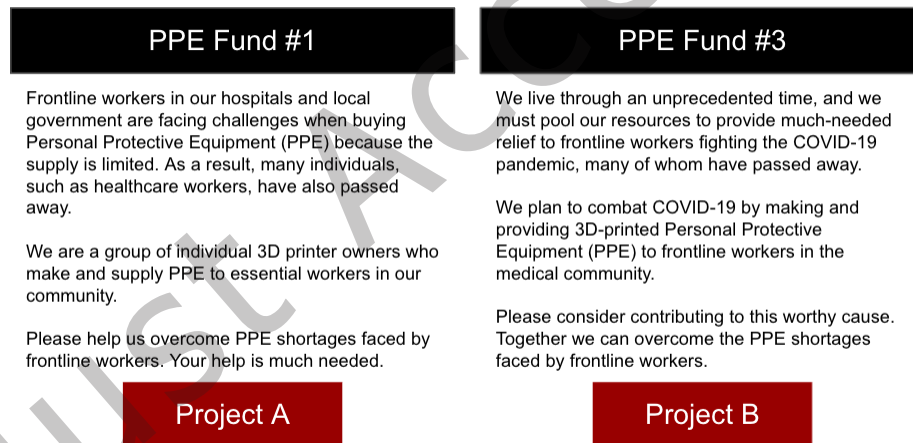 PPE Fund #1
Frontline workers in our hospitals and local
government are facing challenges when buying
Personal Protective Equipment (PPE) because the
supply is limited. As a result, many individuals,
such as healthcare workers, have also passed
away.
We are a group of individual 3D printer owners who
make and supply PPE to essential workers in our
community.
Please help us overcome PPE shortages faced by
frontline workers. Your help is much needed.
Project A
PPE Fund #3
We live through an unprecedented time, and we
must pool our resources to provide much-needed
relief to frontline workers fighting the COVID-19
pandemic, many of whom have passed away.
We plan to combat COVID-19 by making and
providing 3D-printed Personal Protective
Equipment (PPE) to frontline workers in the
medical community.
Please consider contributing to this worthy cause.
Together we can overcome the PPE shortages
faced by frontline workers.
Project B